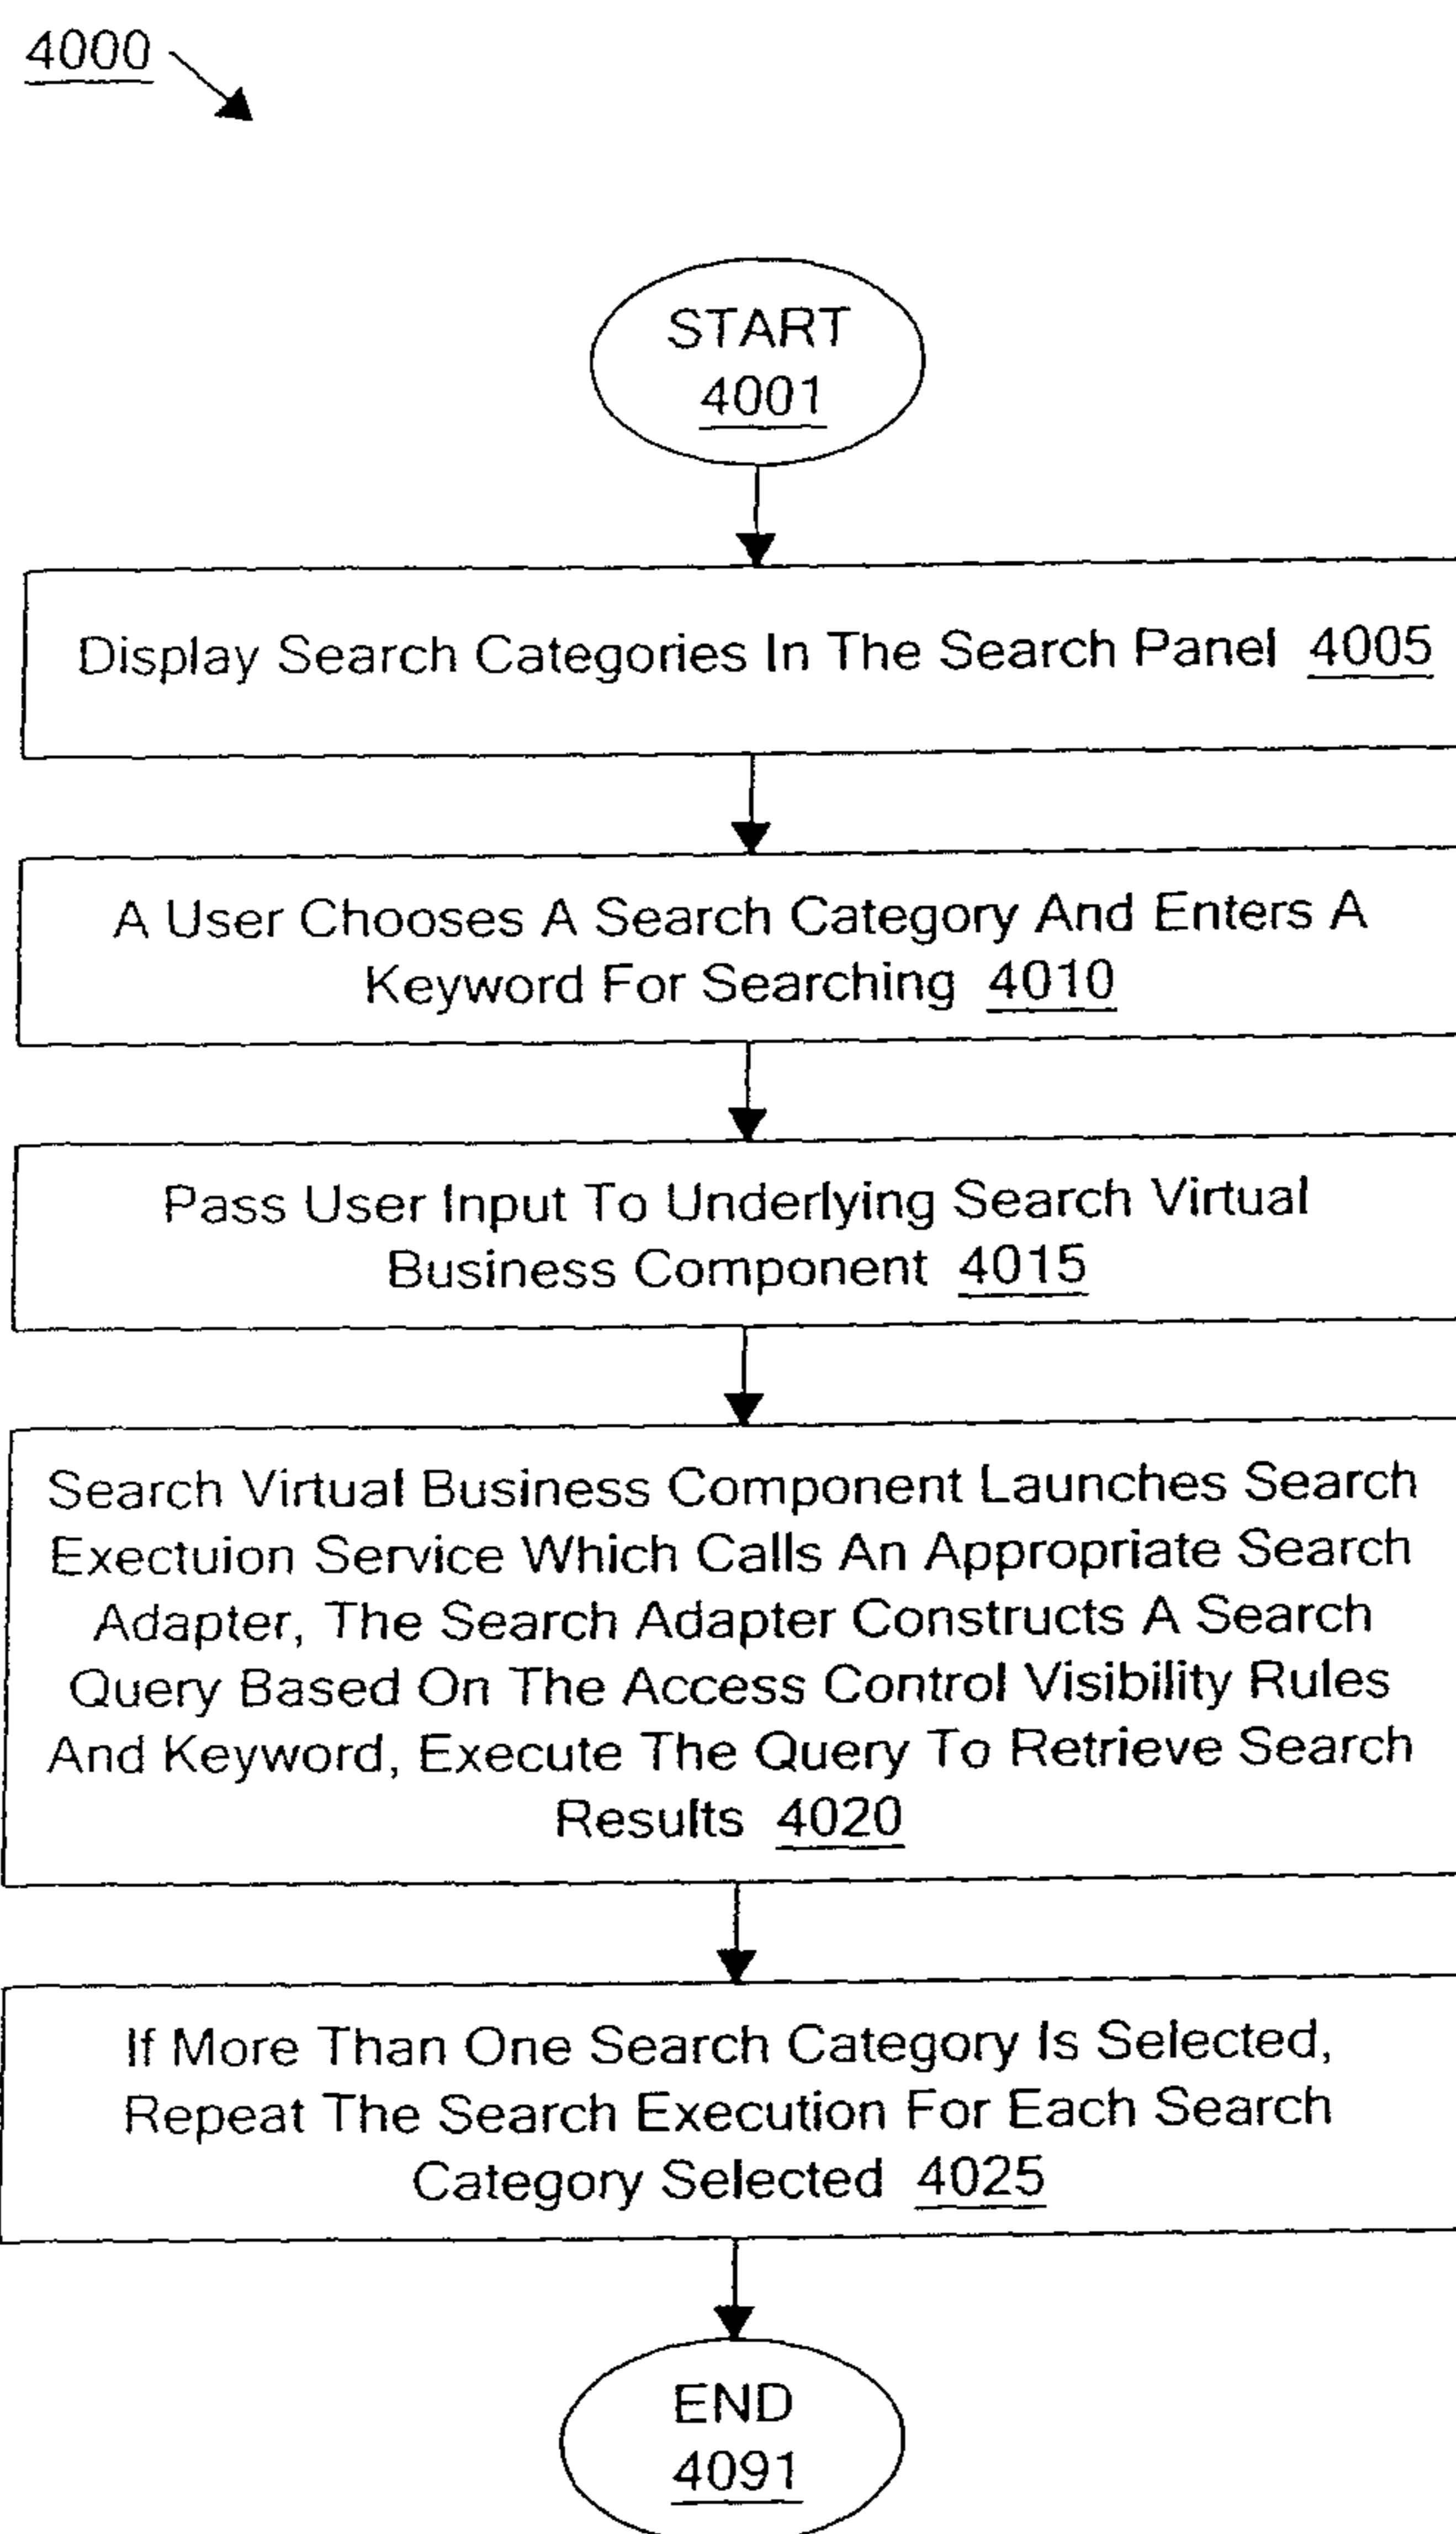 4000
START
4001
Display Search Categories In The Search Panel 4005
A User Chooses A Search Category And Enters A
Keyword For Searching 4010
Pass User Input To Underlying Search Virtual
Business Component 4015
Search Virtual Business Component Launches Search
Exectuion Service Which Calls An Appropriate Search
Adapter, The Search Adapter Constructs A Search
Query Based On The Access Control Visibility Rules
And Keyword, Execute The Query To Retrieve Search
Results 4020
If More Than One Search Category Is Selected,
Repeat The Search Execution For Each Search
Category Selected 4025
END
4091